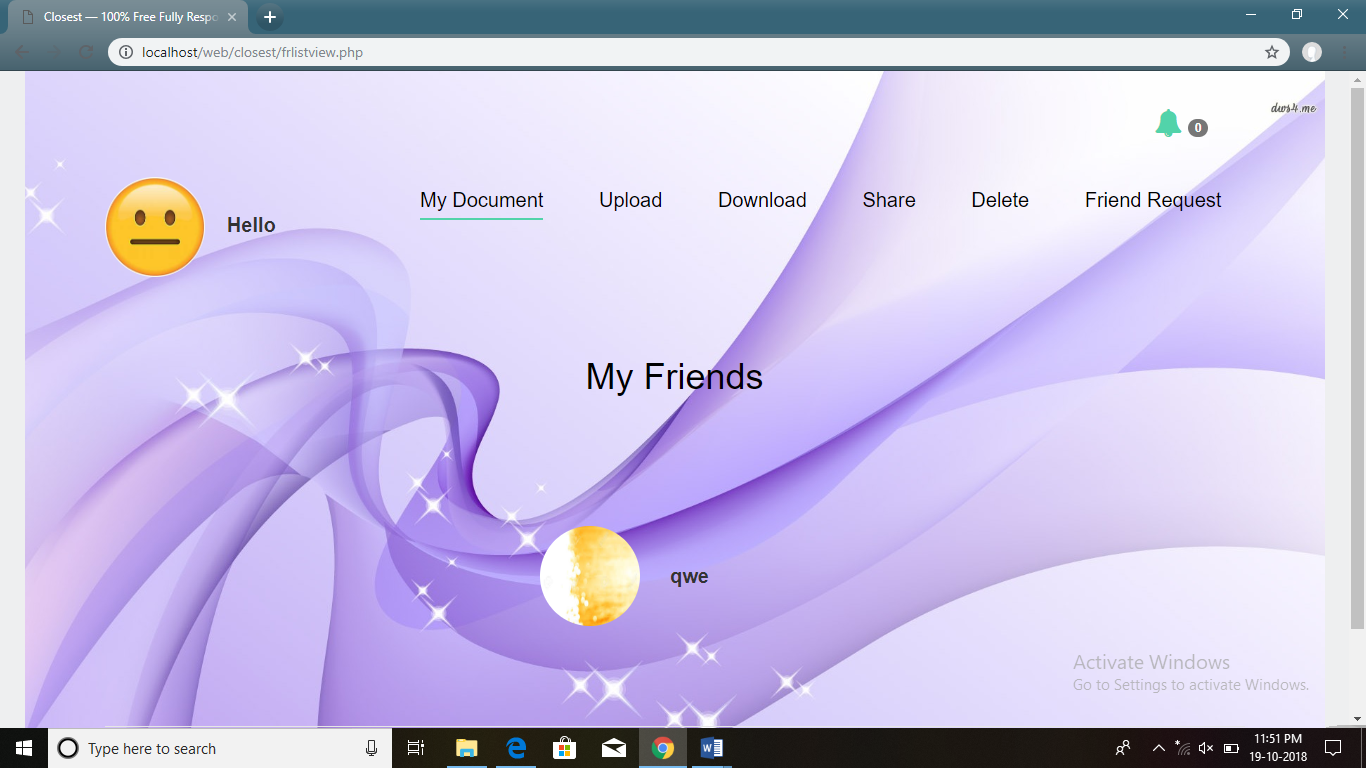 Closest — 100% Free Fully Respo
localhost/web/closest/frlistview.php
dws4.me
0
My Document Upload Download Share Delete Friend Request
Hello
My Friends
qwe
Activate Windows
Go to Settings to activate Windows.
Type here to search
11:51 PM
19-10-2018